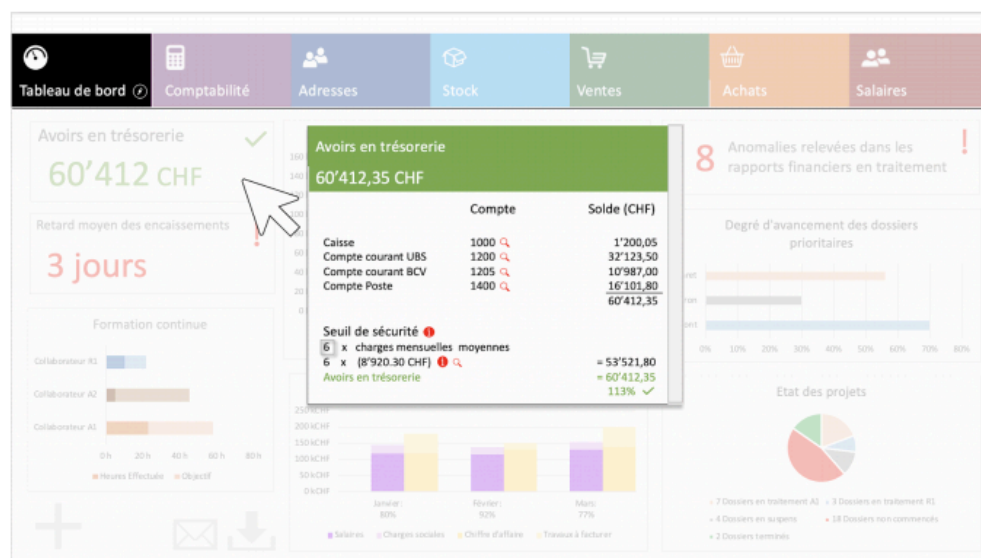 Tableau de bord
Comptabilité
Adresses
Stock
Ventes
Achats
Salaires
Avoirs en trésorerie
60’412 CHF
Retard moyen des encaissements
!
3 jours
Formation continue
Collaborateur R1
Collaborateur A2
Collaborateur A1
0h 20h 40h 60h 80h
Heures Effectuée Objectif
160
140
80
60
40
20
0
Avoirs en trésorerie
60’412,35 CHF
Compte Solde (CHF)
Caisse 1000 1’200,05
Compte courant UBS 1200 32’123,50
Compte courant BCV 1205 10’987,00
Compte Poste 1400 16’101,80
60’412,35
Seuil de sécurité !
6 x charges mensuelles moyennes
6 x (8’920.30 CHF) ! = 53’521,80
Avoirs en trésorerie = 60’412,35
113%
250 kCHF
200 kCHF
150 kCHF
100 kCHF
50 kCHF
0 kCHF
Janvier: Février: Mars:
80% 92% 77%
Salaires Charges sociales Chiffre d'affaire Travaux à facturer
8 Anomalies relevées dans les
rapports financiers en traitement
!
Degré d'avancement des dossiers
prioritaires
0% 10% 20% 30% 40% 50% 60% 70% 80%
Etat des projets
7 Dossiers en traitement A1 3 Dossiers en traitement R1
4 Dossiers en suspens 18 Dossiers non commencés
2 Dossiers terminés